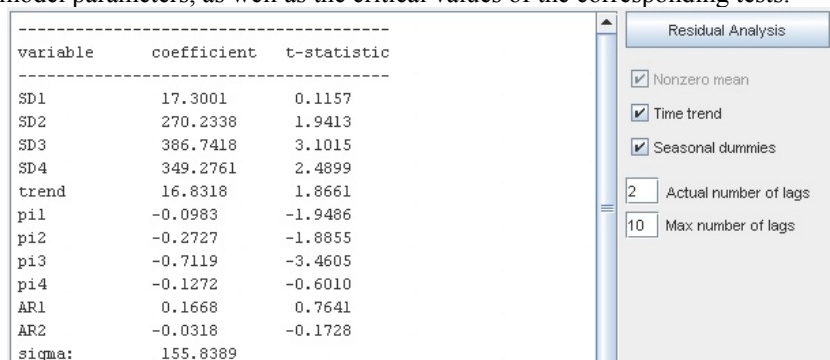 model parameters, as well as the critical values of the corresponding tests.
variable coefficient t-statistic
SD1 17.3001 0.1157
SD2 270.2338 1.9413
SD3 386.7418 3.1015
SD4 349.2761 2.4899
trend 16.8318 1.8661
pi1 -0.0983 -1.9486
pi2 -0.2727 -1.8855
pi3 -0.7119 -3.4605
pi4 -0.1272 -0.6010
AR1 0.1668 0.7641
AR2 -0.0318 -0.1728
sigma: 155.8389
Residual Analysis
Nonzero mean
Time trend
Seasonal dummies
2 Actual number of lags
10 Max number of lags